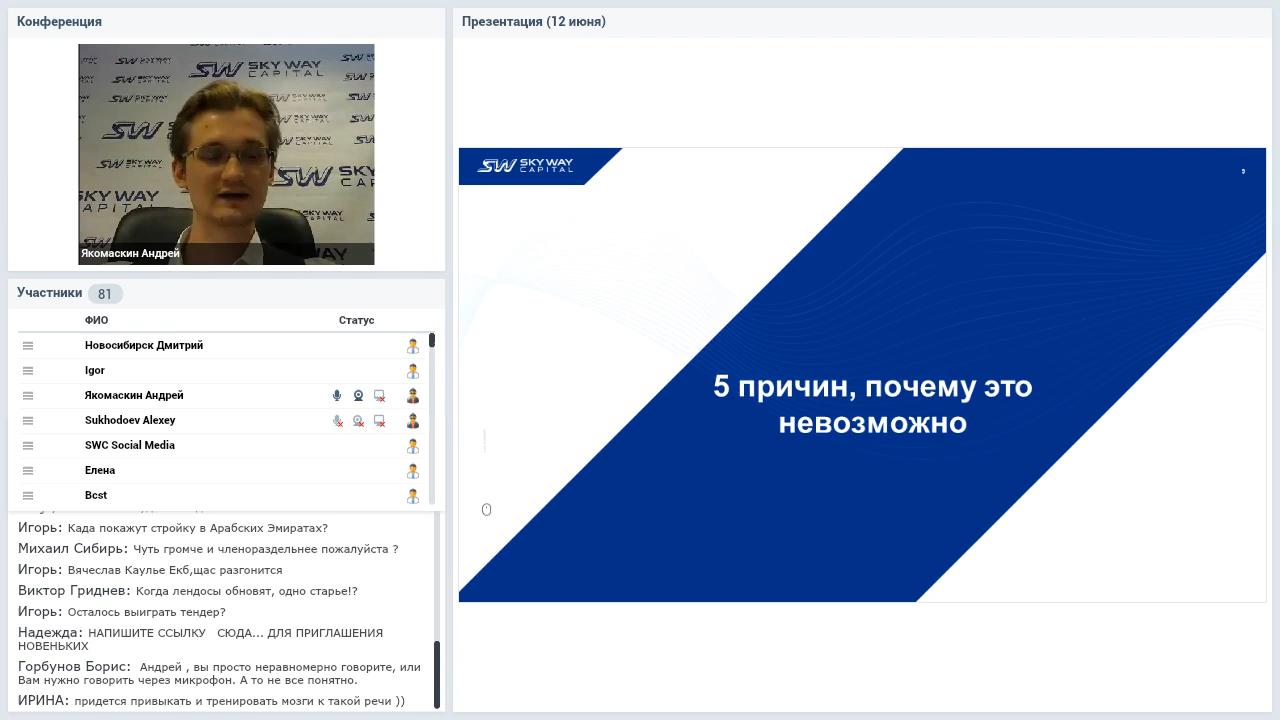 Конференция
SKY WAY
CAPITAL
Якомаскин Андрей
Участники 81
ФИО Статус
Новосибирск Дмитрий
Igor
Якомаскин Андрей
Sukhodoev Alexey
SWC Social Media
Елена
Bcst
Игорь: Када покажут стройку в Арабских Эмиратах?
Михаил Сибирь: Чуть громче и членораздельнее пожалуйста ?
Игорь: Вячеслав Каулье Екб,щас разгонится
Виктор Гриднев: Когда лендосы обновят, одно старье!?
Игорь: Осталось выиграть тендер?
Надежда: НАПИШИТЕ ССЫЛКУ СЮДА... ДЛЯ ПРИГЛАШЕНИЯ
НОВЕНЬКИХ
Горбунов Борис: Андрей , вы просто неравномерно говорите, или
Вам нужно говорить через микрофон. А то не все понятно.
ИРИНА: придется привыкать и тренировать мозги к такой речи ))
Презентация (12 июня)
SW SKY WAY
CAPITAL
5 причин, почему это
невозможно